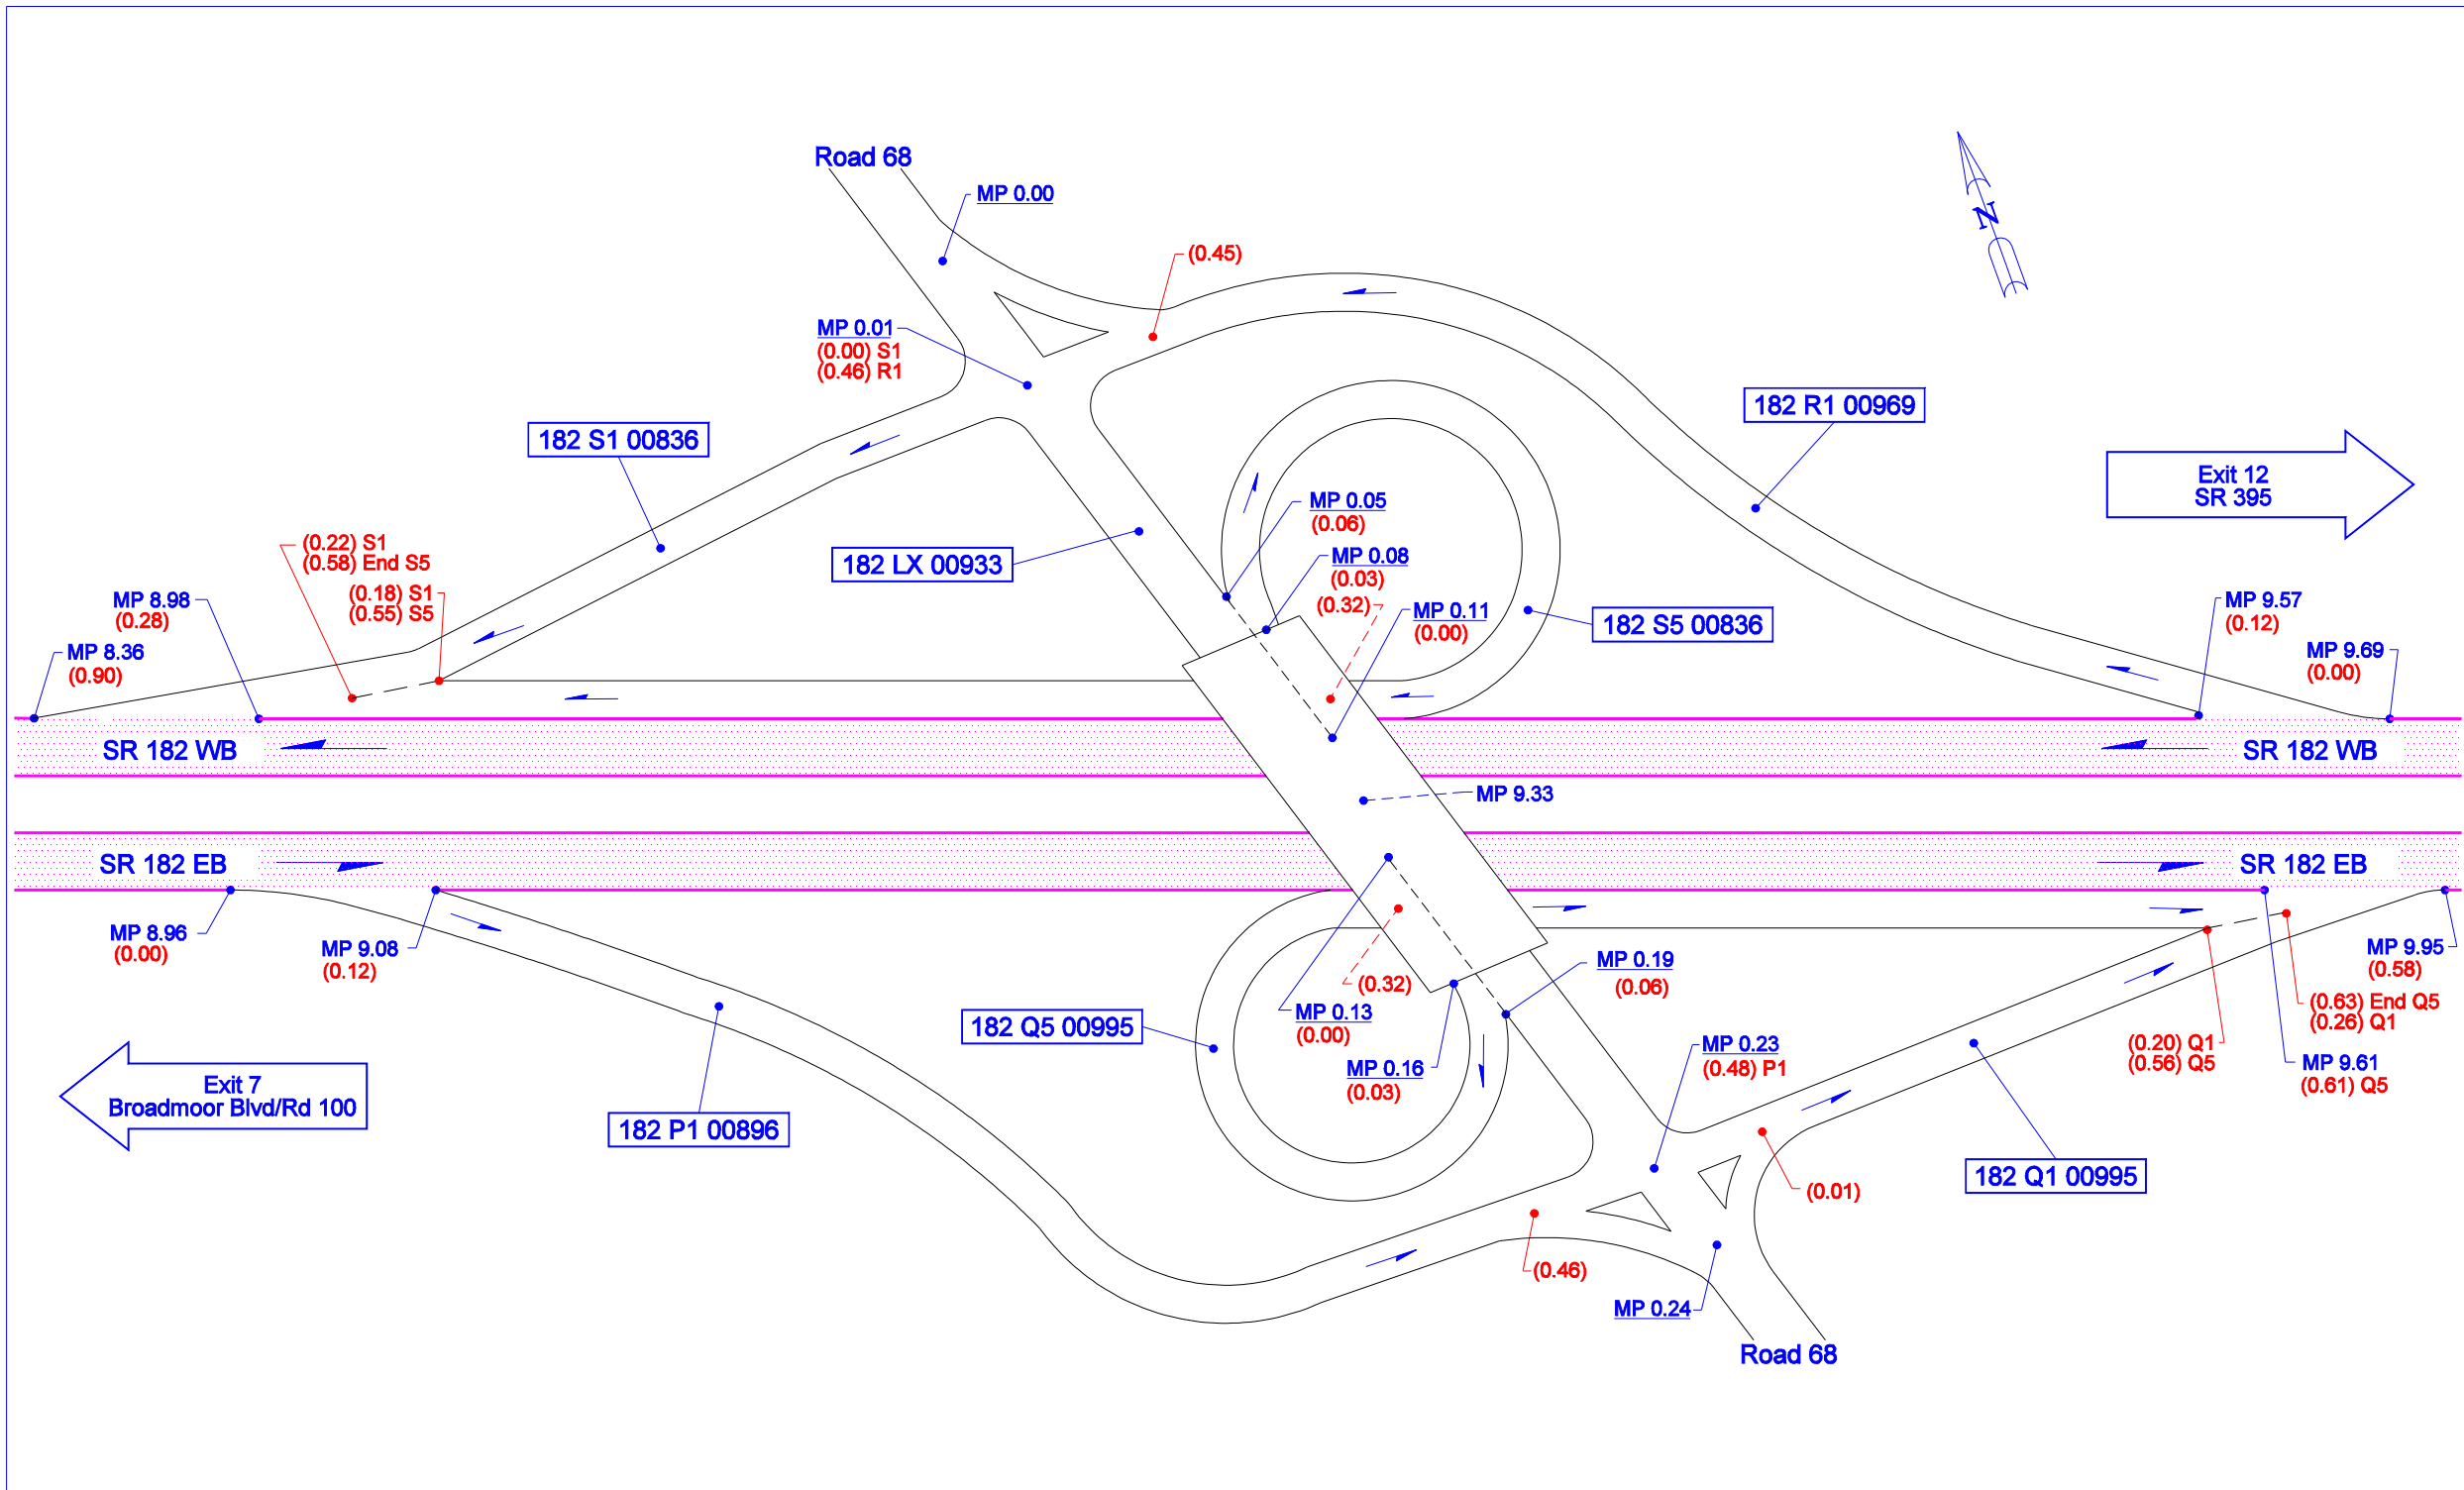 Road 68
MP 0.00
N
(0.45)
MP 0.01
(0.00) S1
(0.46) R1
182 R1 00969
182 S1 00836
Exit 12
SR 395
MP 0.05
(0.06)
182 LX 00933
(0.22) S1
(0.58) End S5
MP 0.08
(0.03)
(0.32)
(0.18) S1
(0.55) S5
MP 8.98
(0.28)
MP 0.11
(0.00)
182 S5 00836
MP 9.57
(0.12)
MP 8.36
(0.90)
MP 9.69
(0.00)
SR 182 WB
SR 182 WB
MP 9.33
SR 182 EB
SR 182 EB
MP 8.96
(0.00)
MP 9.08
(0.12)
MP 0.19
(0.06)
MP 9.95
(0.58)
(0.32)
MP 0.13
(0.00)
182 Q5 00995
(0.63) End Q5
(0.26) Q1
MP 0.23
(0.48) P1
(0.20) Q1
(0.56) Q5
MP 0.16
(0.03)
MP 9.61
(0.61) Q5
Exit 7
Broadmoor Blvd/Rd 100
182 P1 00896
182 Q1 00995
(0.01)
(0.46)
MP 0.24
Road 68